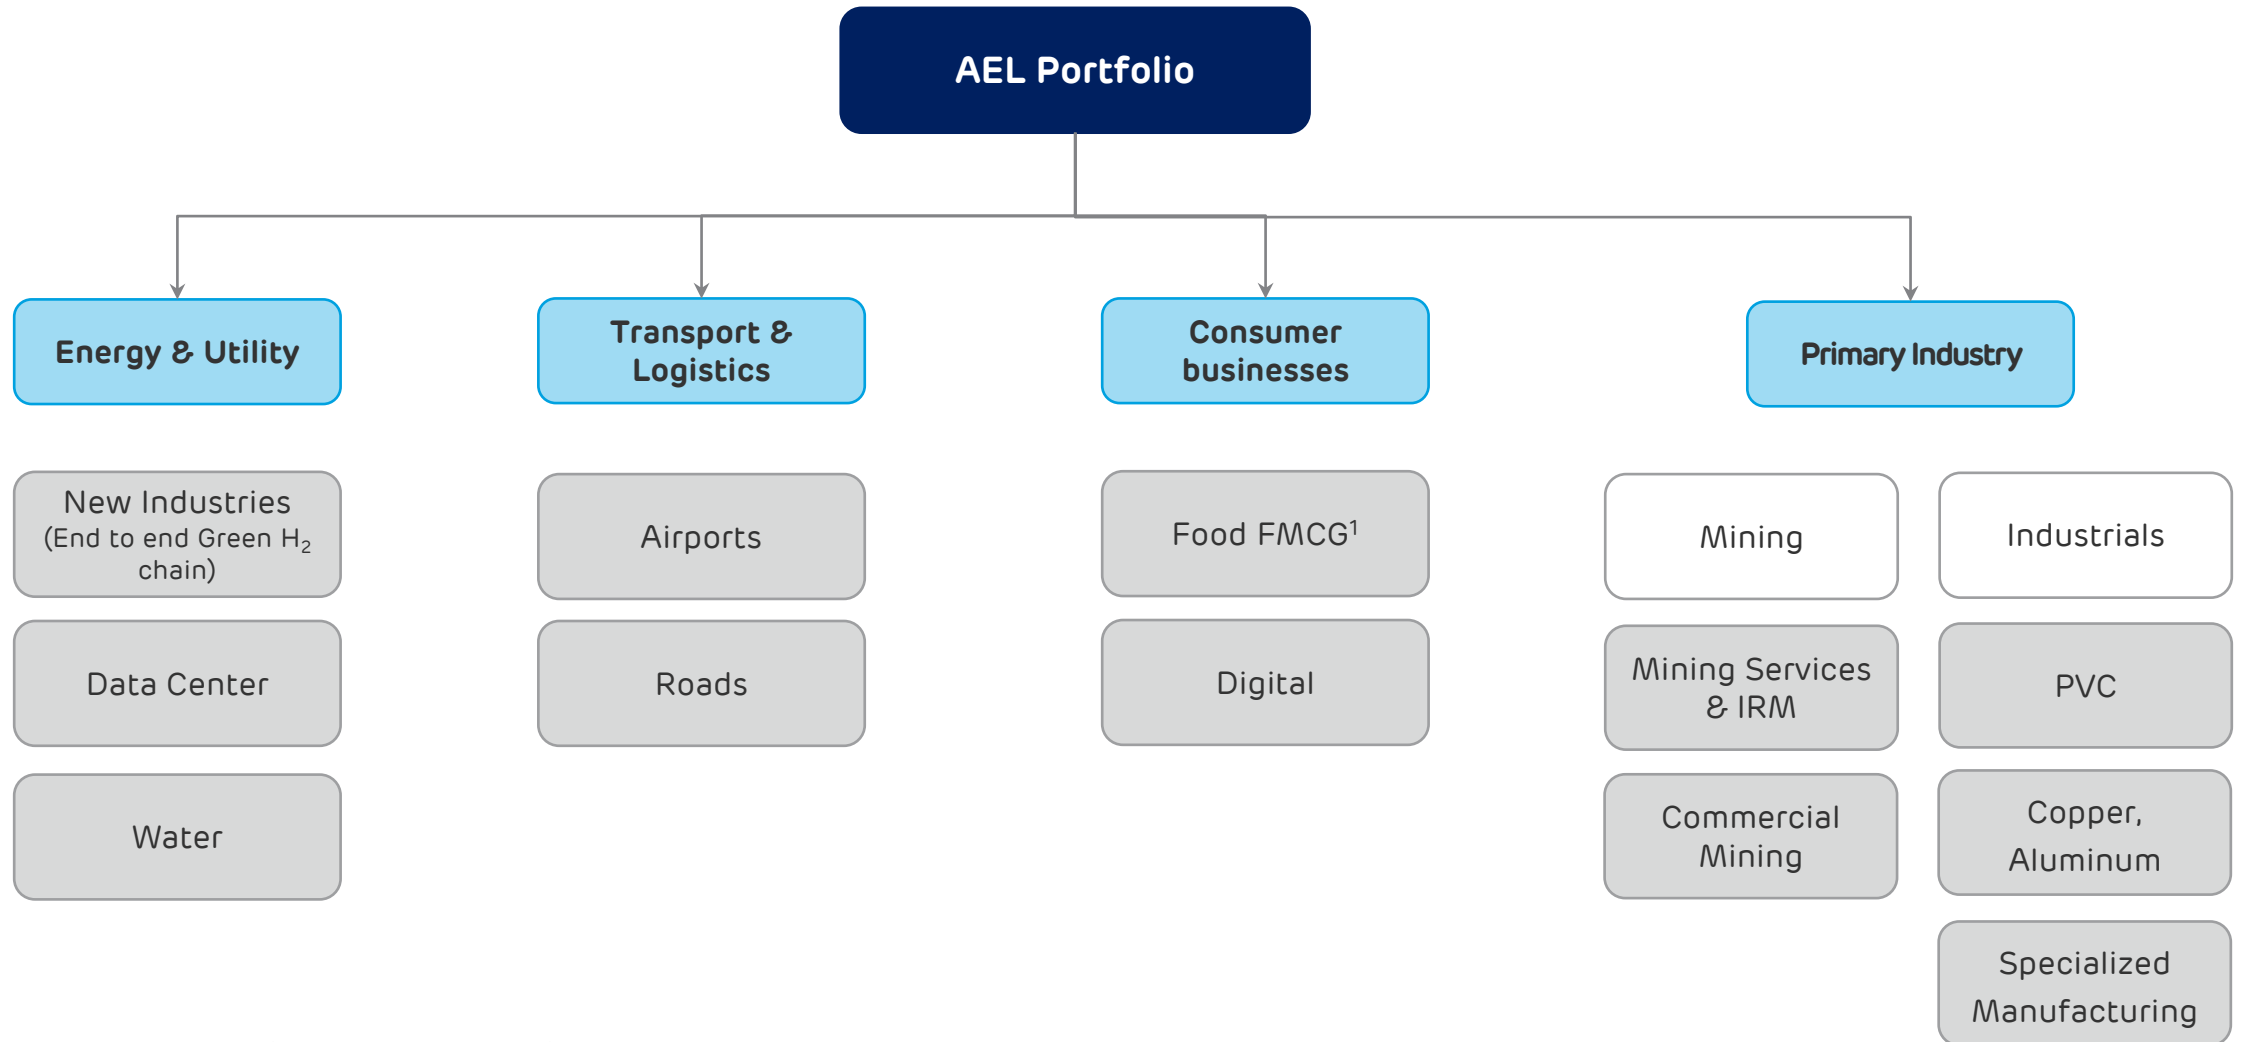 AEL Portfolio
Energy & Utility
Transport &
Logistics
Consumer
businesses
Primary Industry
New Industries
(End to end Green H₂
chain)
Data Center
Water
Airports
Roads
Food FMCG¹
Digital
Mining
Mining Services
& IRM
Commercial
Mining
Industrials
PVC
Copper,
Aluminum
Specialized
Manufacturing